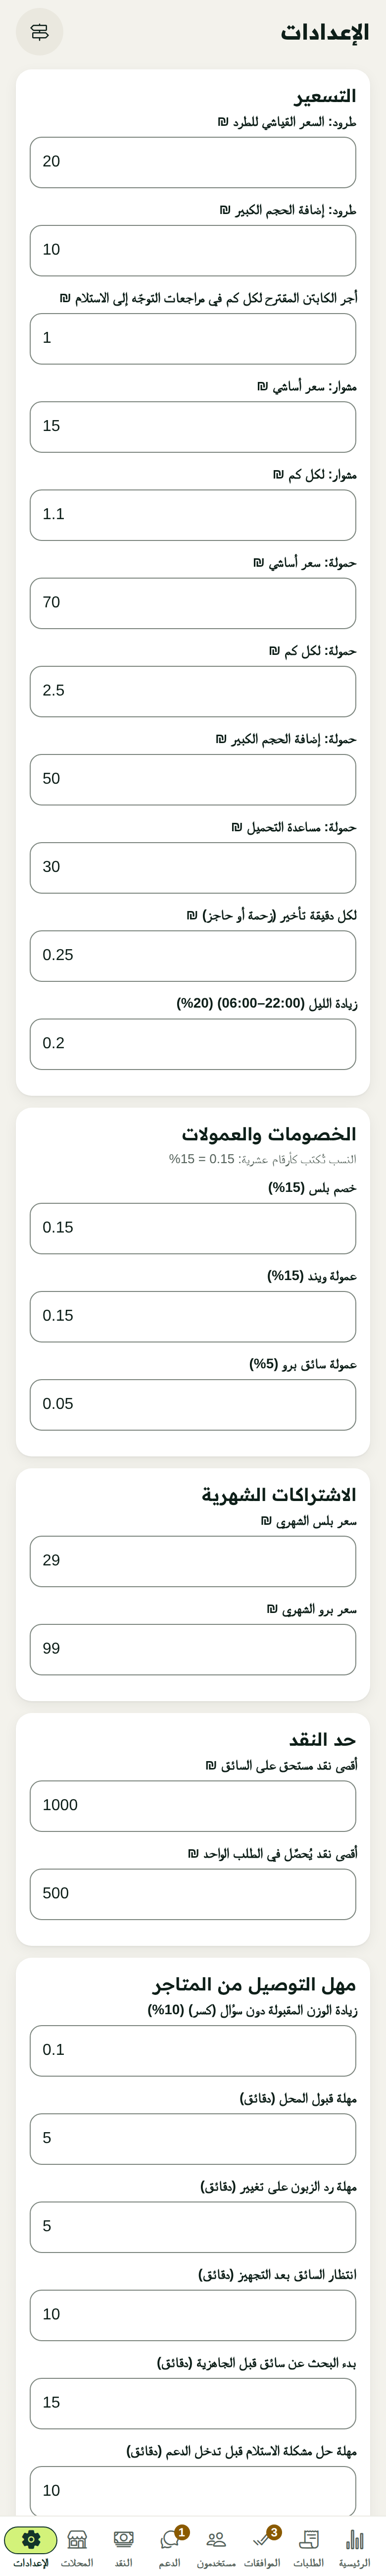 الإعدادات
التسعير
طرود: السعر القياشي للطرد ₪
20
طرود: إضافة الحجم الكبير ₪
10
أجر الكابتن المقترح لكل كم في مراجعات التوجّه إلى الاستلام ₪
1
مشوار: سعر أساشي ₪
15
مشوار: لكل كم ₪
1.1
حمولة: سعر أساشي ₪
70
حمولة: لكل كم ₪
2.5
حمولة: إضافة الحجم الكبير ₪
50
حمولة: مساعدة التحميل ₪
30
لكل دقيقة تأخير (زحمة أو حاجز) ₪
0.25
زيادة الليل (22:00–06:00) (20%)
0.2
الخصومات والعمولات
النسب تُكتب كأرقام عشرية: 0.15 = 15%
خصم بلس (15%)
0.15
عمولة ويند (15%)
0.15
عمولة سائق برو (5%)
0.05
الاشتراكات الشهرية
سعر بلس الشهري ₪
29
سعر برو الشهري ₪
99
حد النقد
أقصى نقد مستحق على السائق ₪
1000
أقصى نقد يُحصَّل في الطلب الواحد ₪
500
مهل التوصيل من المتاجر
زيادة الوزن المقبولة دون سؤال (كسر) (10%)
0.1
مهلة قبول المحل (دقائق)
5
مهلة رد الزبون على تغيير (دقائق)
5
انتظار السائق بعد التجهيز (دقائق)
10
بدء البحث عن سائق قبل الجاهزية (دقائق)
15
مهلة حل مشكلة الاستلام قبل تدخل الدعم (دقائق)
10
3
1
الرئيسية
الطلبات
الموافقات
مستخدمون
الدعم
النقد
المحلات
الإعدادات